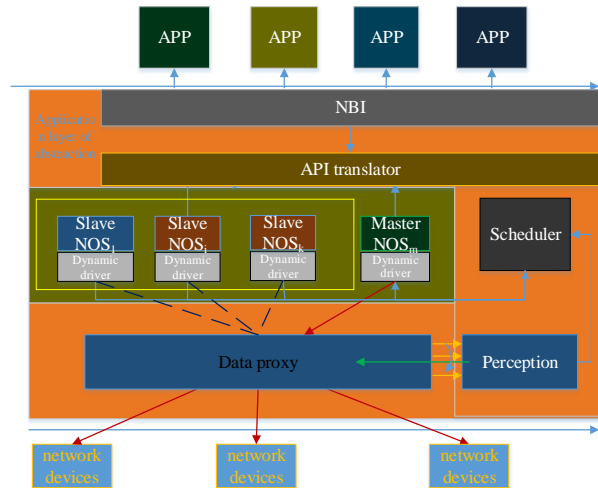 APP APP APP APP
NBI
Applicatio
n layer of
abstraction
API translator
Slave Slave Slave Master
NOS1 NOSi NOSk NOSm
Dynamic Dynamic Dynamic Dynamic
driver driver driver driver
Scheduler
Data proxy Perception
network network network
devices devices devices